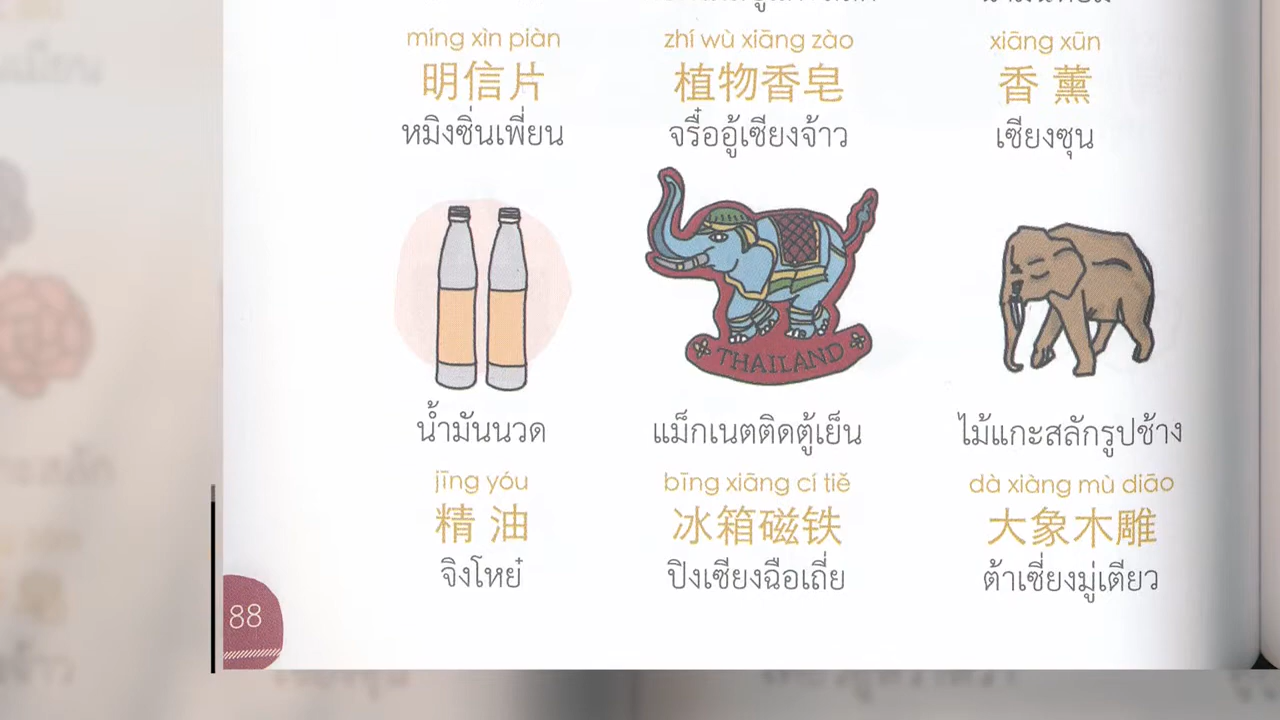 míng xìn piàn zhí wù xiāng zào xiāng xūn
明信片 植物香皂 香薰
หมิงซิ่นเพี่ยน จรื๋ออู้เซียงจ้าว เซียงซุน
THAILAND
น้ำมันนวด แม็กเนตติดตู้เย็น ไม้แกะสลักรูปช้าง
jīng yóu bīng xiāng cí tiě dà xiàng mù diāo
精油 冰箱磁铁 大象木雕
จิงโหย๋ ปิงเซียงฉือเถี่ย ต้าเซี่ยงมู่เตียว
88